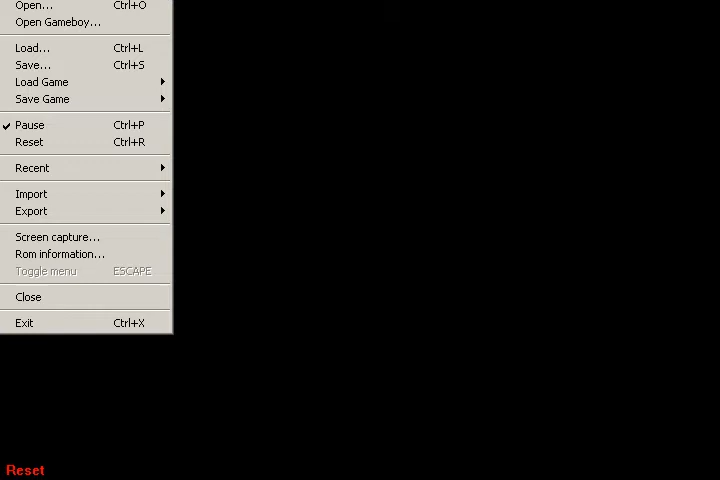 Open... Ctrl+O
Open Gameboy...
Load... Ctrl+L
Save... Ctrl+S
Load Game
Save Game
Pause Ctrl+P
Reset Ctrl+R
Recent
Import
Export
Screen capture...
Rom information...
Toggle menu ESCAPE
Close
Exit Ctrl+X
Reset